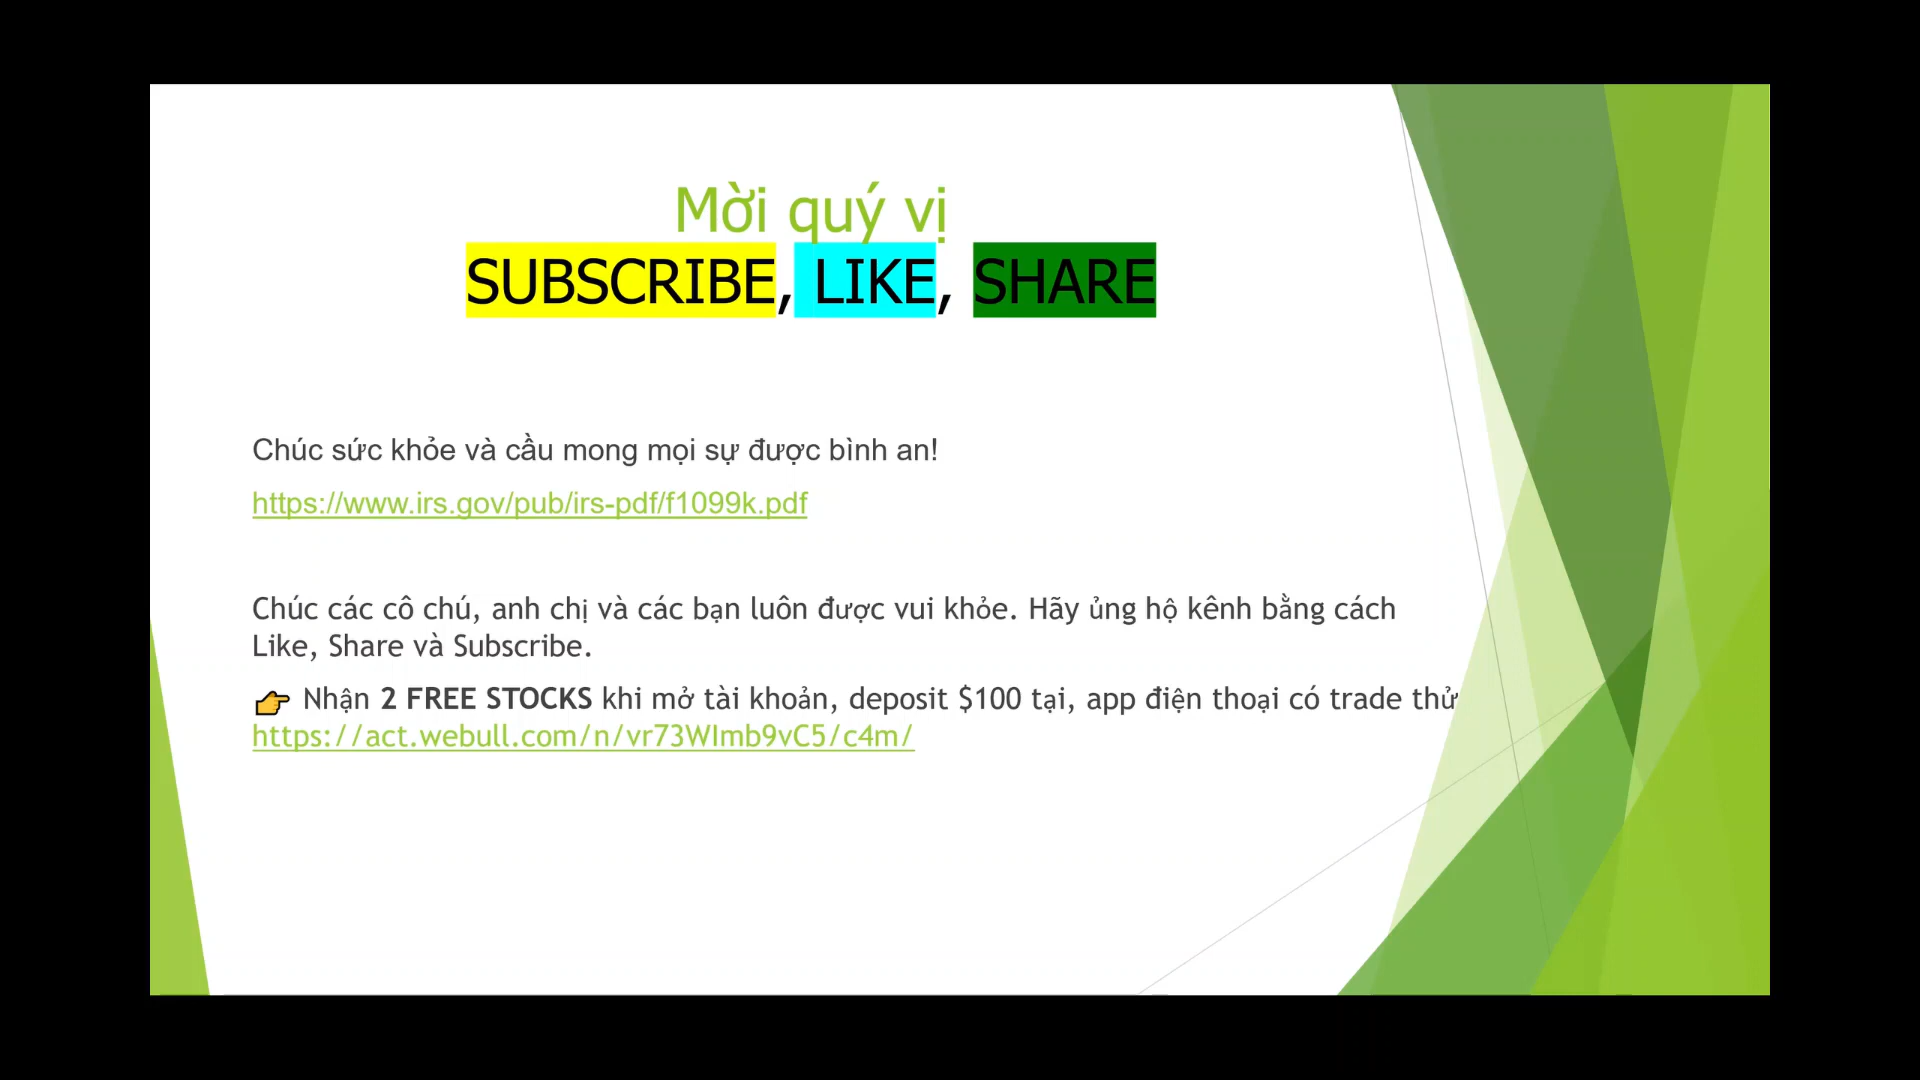 Mời quý vị
SUBSCRIBE, LIKE, SHARE
Chúc sức khỏe và cầu mong mọi sự được bình an!
https://www.irs.gov/pub/irs-pdf/f1099k.pdf
Chúc các cô chú, anh chị và các bạn luôn được vui khỏe. Hãy ủng hộ kênh bằng cách
Like, Share và Subscribe.
👉 Nhận 2 FREE STOCKS khi mở tài khoản, deposit $100 tại, app điện thoại có trade thử
https://act.webull.com/n/vr73WImb9vC5/c4m/